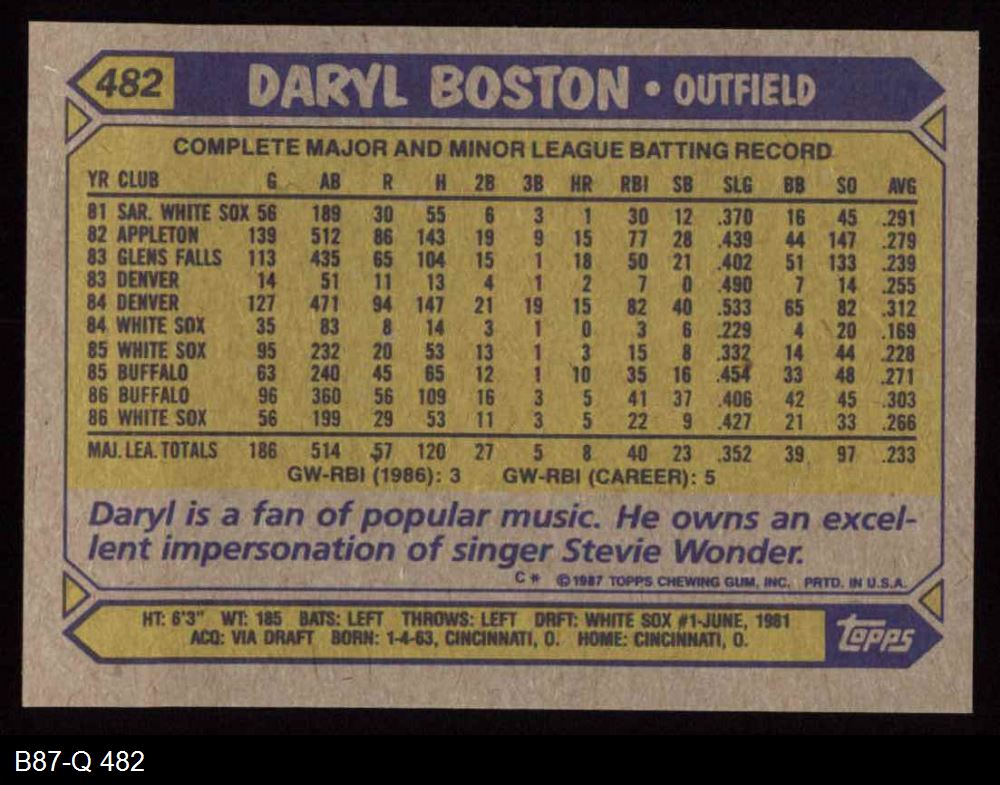 482 DARYL BOSTON • OUTFIELD
COMPLETE MAJOR AND MINOR LEAGUE BATTING RECORD
YR CLUB G AB R H 2B 3B HR RBI SB SLG BB SO AVG
81 SAR. WHITE SOX 56 189 30 55 6 3 1 30 12 .370 16 45 .291
82 APPLETON 139 512 86 143 19 9 15 77 28 .439 44 147 .279
83 GLENS FALLS 113 435 65 104 15 1 18 50 21 .402 51 133 .239
83 DENVER 14 51 11 13 4 1 2 7 0 .490 7 14 .255
84 DENVER 127 471 94 147 21 19 15 82 40 .533 65 82 .312
84 WHITE SOX 35 83 8 14 3 1 0 3 6 .229 4 20 .169
85 WHITE SOX 95 232 20 53 13 1 3 15 8 .332 14 44 .228
85 BUFFALO 63 240 45 65 12 1 10 35 16 .454 33 48 .271
86 BUFFALO 96 360 56 109 16 3 5 41 37 .406 42 45 .303
86 WHITE SOX 56 199 29 53 11 3 5 22 9 .427 21 33 .266
MAJ. LEA. TOTALS 186 514 57 120 27 5 8 40 23 .352 39 97 .233
GW-RBI (1986): 3 GW-RBI (CAREER): 5
Daryl is a fan of popular music. He owns an excel-
lent impersonation of singer Stevie Wonder.
C* ©1987 TOPPS CHEWING GUM, INC. PRTD. IN U.S.A.
HT: 6'3" WT: 185 BATS: LEFT THROWS: LEFT DRFT: WHITE SOX #1-JUNE, 1981
ACQ: VIA DRAFT BORN: 1-4-63, CINCINNATI, O. HOME: CINCINNATI, O.
topps
B87-Q 482